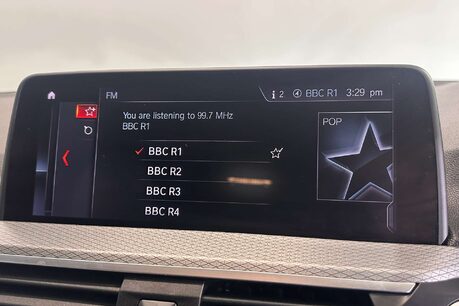 FM
i 2 BBC R1 3:29 pm
You are listening to 99.7 MHz
BBC R1
POP
BBC R1
BBC R2
BBC R3
BBC R4